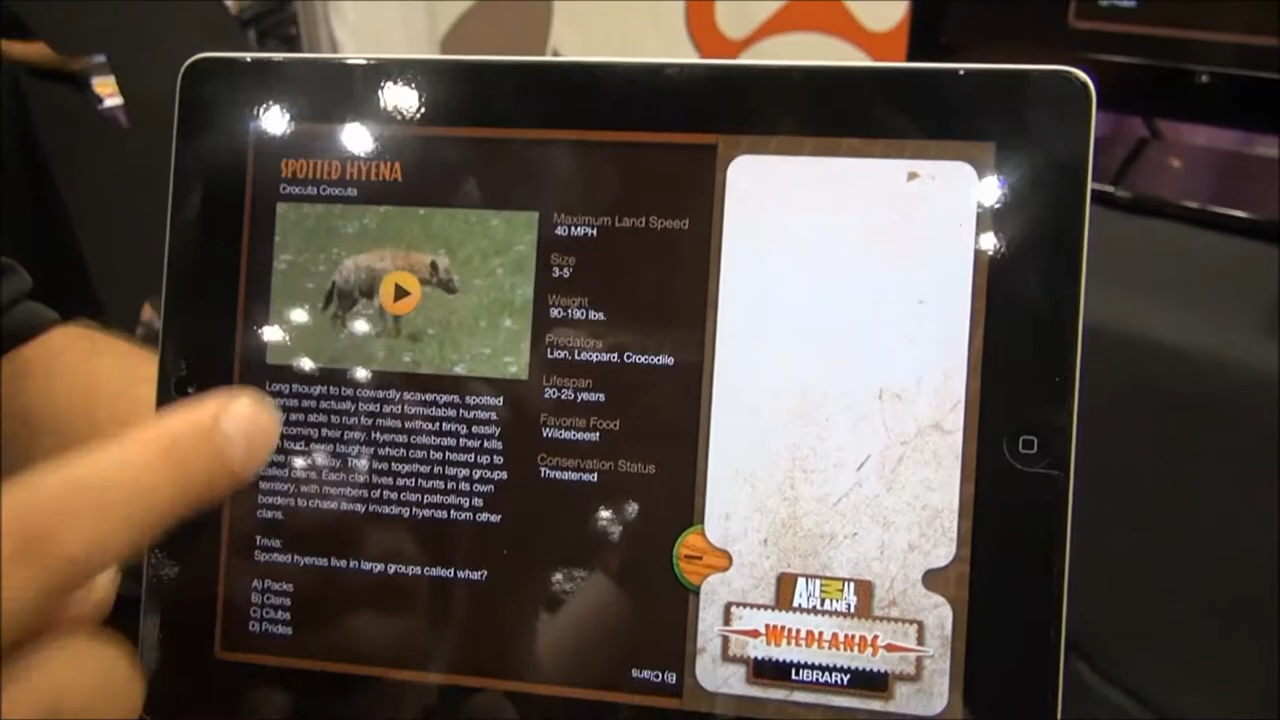 SPOTTED HYENA
Crocuta Crocuta
Maximum Land Speed
40 MPH
Size
3-5'
Weight
90-190 lbs.
Predators
Lion, Leopard, Crocodile
Lifespan
20-25 years
Favorite Food
Wildebeest
Conservation Status
Threatened
Long thought to be cowardly scavengers, spotted
are actually bold and formidable hunters.
are able to run for miles without tiring, easily
their prey. Hyenas celebrate their kills
loud, eerie laughter which can be heard up to
away. They live together in large groups
called clans. Each clan lives and hunts in its own
territory, with members of the clan patrolling its
borders to chase away invading hyenas from other
clans.
Trivia:
Spotted hyenas live in large groups called what?
A) Packs
B) Clans
C) Clubs
D) Prides
B) Clans
ANIMAL
PLANET
WILDLANDS
LIBRARY